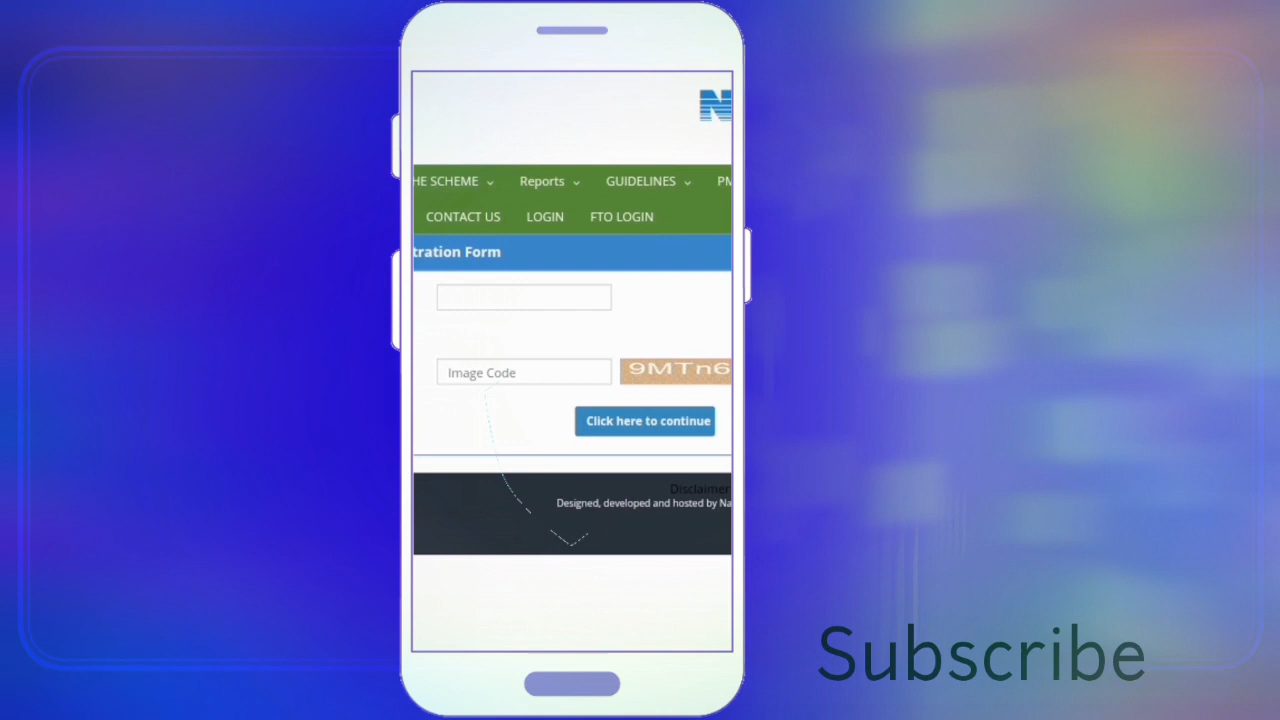 N
HE SCHEME Reports GUIDELINES PM
CONTACT US LOGIN FTO LOGIN
tration Form
Image Code 9MTn6
Click here to continue
Disclaimer
Designed, developed and hosted by Na
Subscribe